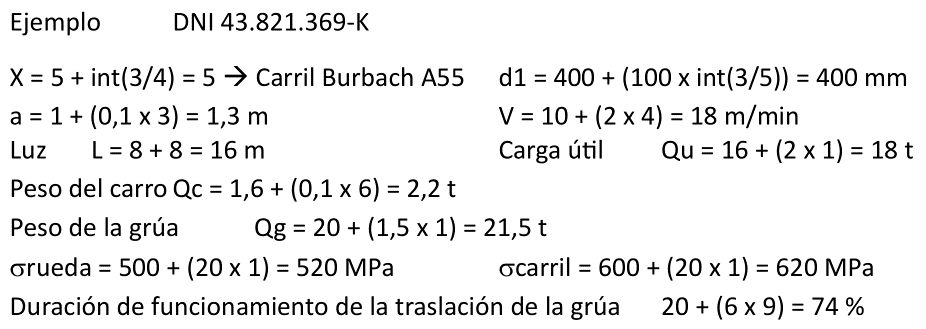 Ejemplo DNI 43.821.369-K
X = 5 + int(3/4) = 5 → Carril Burbach A55 d1 = 400 + (100 x int(3/5)) = 400 mm
a = 1 + (0,1 x 3) = 1,3 m V = 10 + (2 x 4) = 18 m/min
Luz L = 8 + 8 = 16 m Carga útil Qu = 16 + (2 x 1) = 18 t
Peso del carro Qc = 1,6 + (0,1 x 6) = 2,2 t
Peso de la grúa Qg = 20 + (1,5 x 1) = 21,5 t
σrueda = 500 + (20 x 1) = 520 MPa σcarril = 600 + (20 x 1) = 620 MPa
Duración de funcionamiento de la traslación de la grúa 20 + (6 x 9) = 74 %